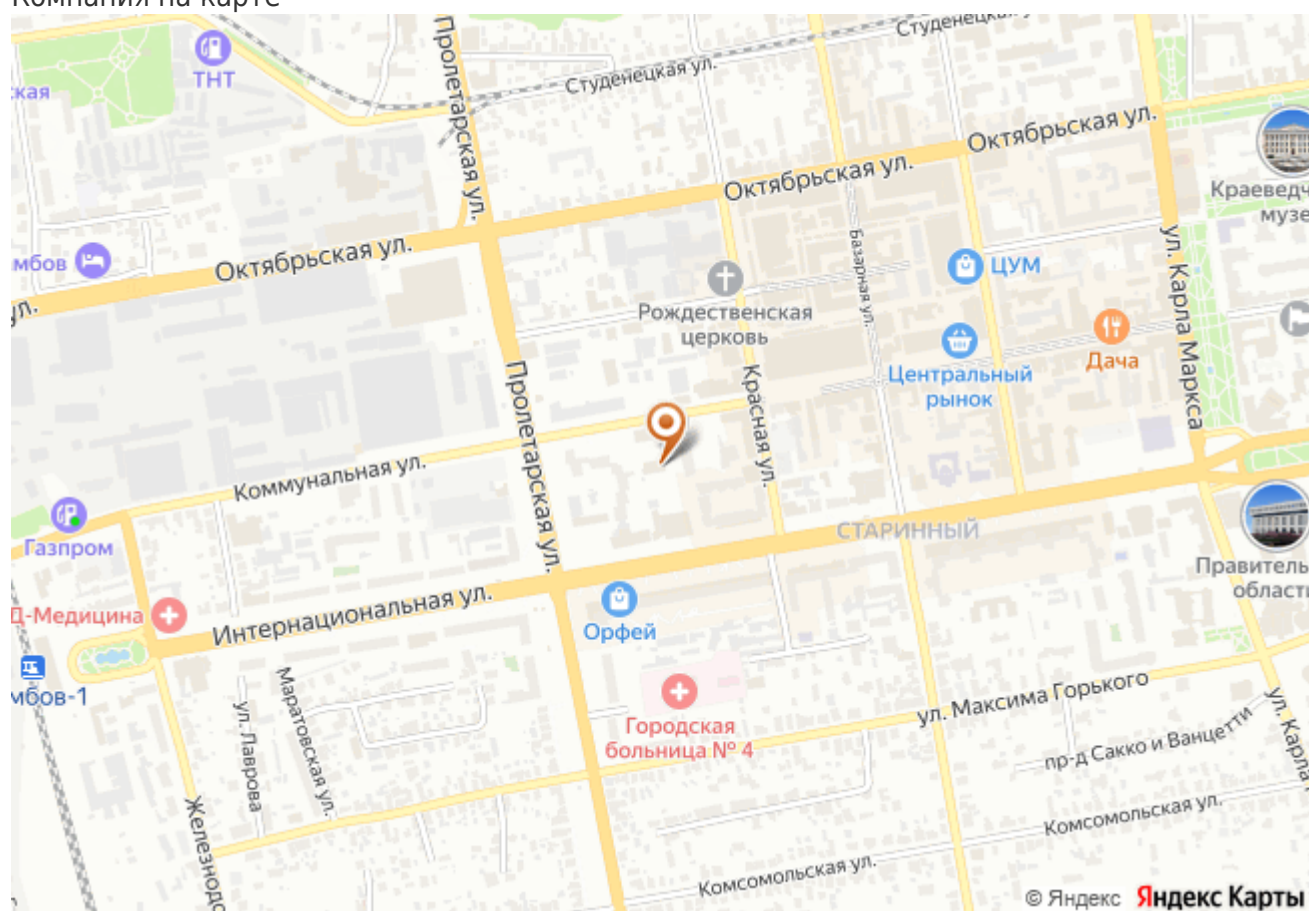 Компания на карте
Студенецкая
ТНТ
ская
Пролетарская ул.
Студенецкая ул.
Октябрьская ул.
Октябрьская ул.
Краеведч
музе
мбов
Октябрьская ул.
ул.
Базарная ул.
ЦУМ
ул. Карла Маркса
Рождественская
церковь
Центральный
рынок
Дача
Пролетарская ул.
Красная ул.
Коммунальная ул.
Газпром
СТАРИННЫЙ
Правитель
област
Д-Медицина
Интернациональная ул.
Орфей
мбов-1
ул. Лаврова
Маратовская ул.
Городская
больница № 4
ул. Максима Горького
пр-д Сакко и Ванцетти
ул. Карла
Железнодо
Комсомольская ул.
Комсомольская ул.
© Яндекс Яндекс Карты